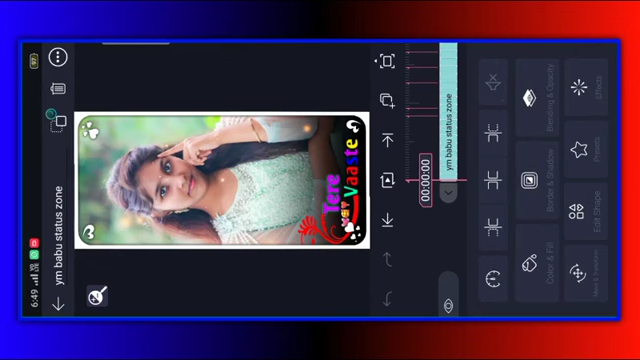 6:49
ym babu status zone
Tere
Vaaste
00:00:00
ym babu status zone
Move & Transform
Edit Shape
Presets
Effects
Color & Fill
Border & Shadow
Blending & Opacity